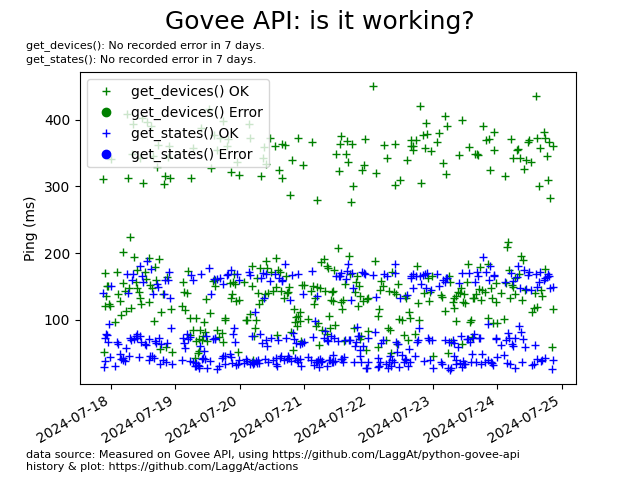 Govee API: is it working?
get_devices(): No recorded error in 7 days.
get_states(): No recorded error in 7 days.
get_devices() OK
get_devices() Error
get_states() OK
get_states() Error
Ping (ms)
400
300
200
100
2024-07-18
2024-07-19
2024-07-20
2024-07-21
2024-07-22
2024-07-23
2024-07-24
2024-07-25
data source: Measured on Govee API, using https://github.com/LaggAt/python-govee-api
history & plot: https://github.com/LaggAt/actions